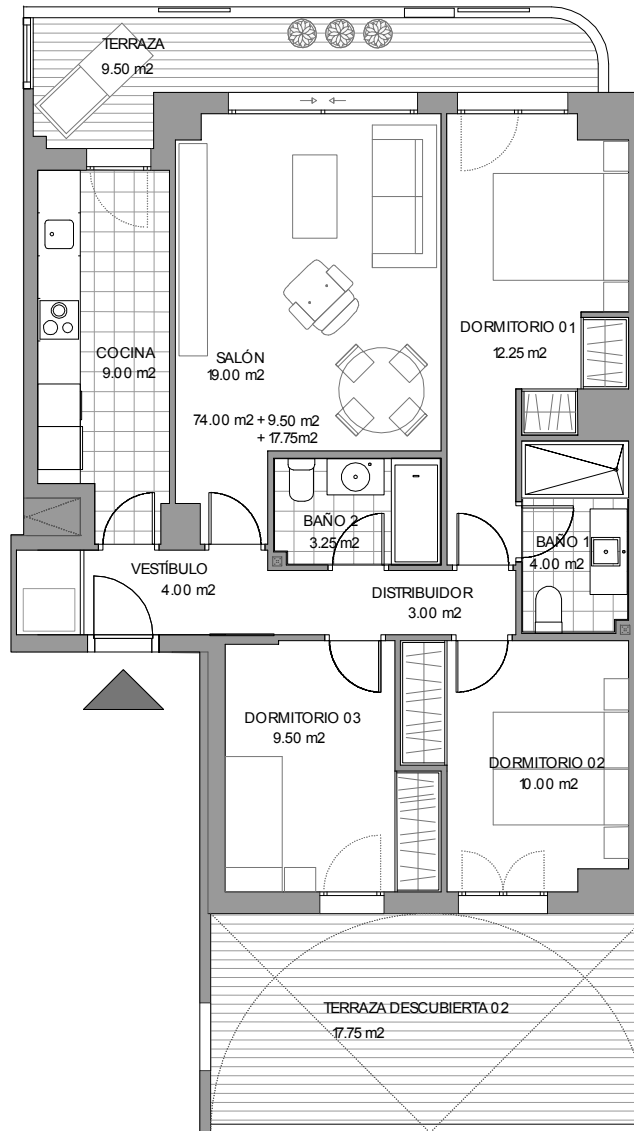 TERRAZA
9.50 m2
DORMITORIO 01
12.25 m2
COCINA
9.00 m2
SALÓN
19.00 m2
74.00 m2 + 9.50 m2
+ 17.75m2
BAÑO 2
3.25 m2
BAÑO 1
4.00 m2
VESTÍBULO
4.00 m2
DISTRIBUIDOR
3.00 m2
DORMITORIO 03
9.50 m2
DORMITORIO 02
10.00 m2
TERRAZA DESCUBIERTA 02
17.75 m2